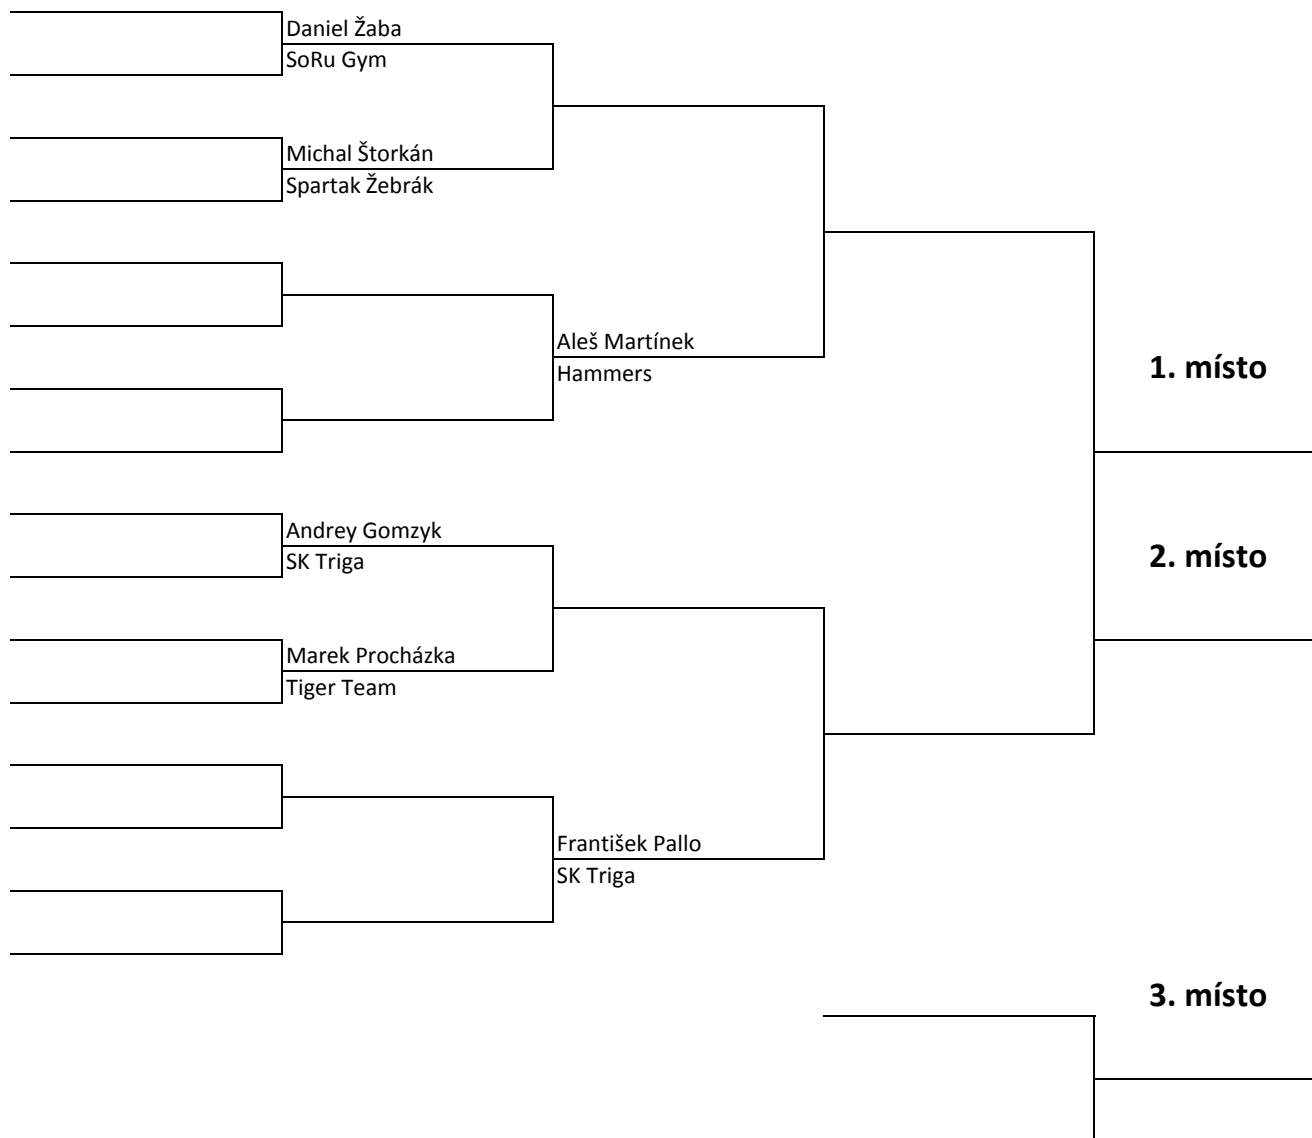 Daniel Žaba
SoRu Gym
Michal Štorkán
Spartak Žebrák
Aleš Martínek
Hammers
1. místo
Andrey Gomzyk
SK Triga
2. místo
Marek Procházka
Tiger Team
František Pallo
SK Triga
3. místo